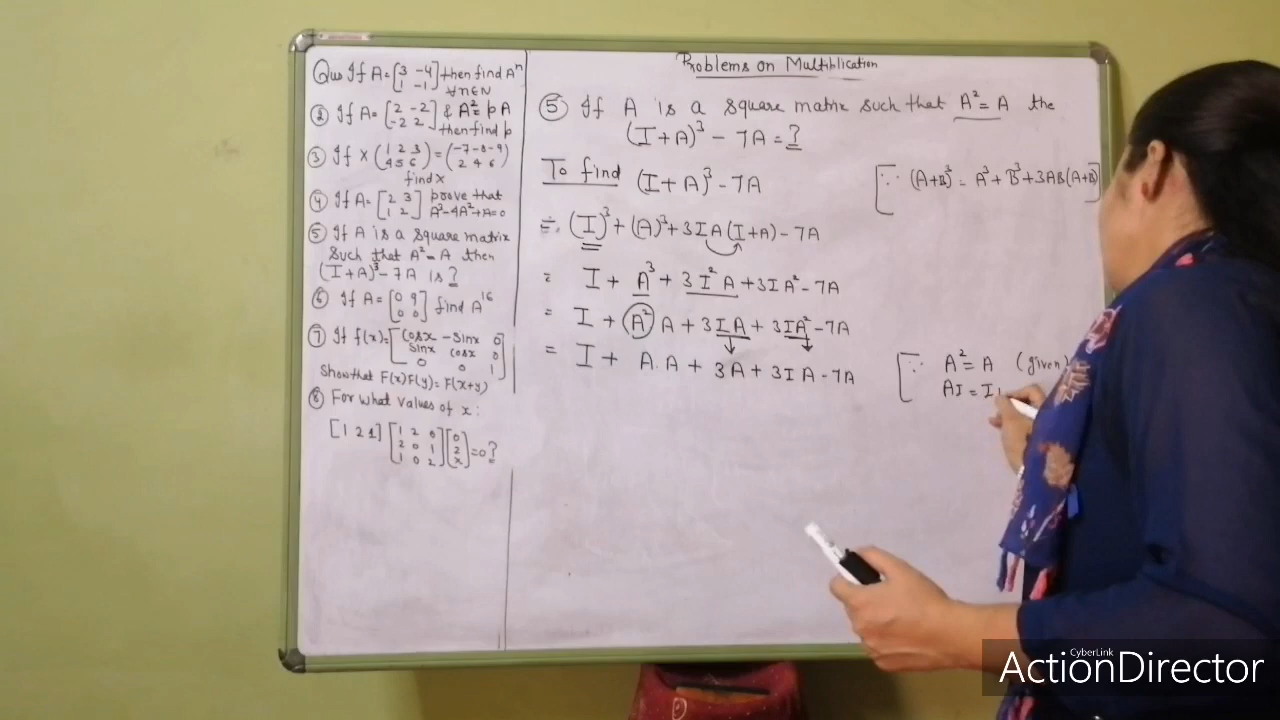 Ques If A = [3 -4
1 -1] then find Aⁿ
∀n∈N
② If A = [2 -2
-2 2] & A² = pA
then find p
③ If X (1 2 3
4 5 6) = (-7 -8 -9
2 4 6)
find X
④ If A = [2 3
1 2] prove that
A³-4A²+A=0
⑤ If A is a square matrix
such that A² = A then
(I+A)³-7A is ?
⑥ If A = [0 9
0 0] find A¹⁶
⑦ If f(x) = [cosx -sinx 0
sinx cosx 0
0 0 1]
Show that F(x)F(y) = F(x+y)
⑧ For what values of x:
[1 2 1] [1 2 0
2 0 1
1 0 2] [0
2
x] = 0 ?
Problems on Multiplication
⑤ If A is a square matrix such that A² = A the
(I+A)³ - 7A = ?
To find (I+A)³ - 7A
[∵ (A+B)³ = A³ + B³ + 3AB(A+B)]
∴ (I)³ + (A)³ + 3IA(I+A) - 7A
= I + A³ + 3I²A + 3IA² - 7A
= I + A² A + 3IA + 3IA² - 7A
= I + A.A + 3A + 3IA - 7A
[∵ A² = A (given)
AI = I
CyberLink
ActionDirector